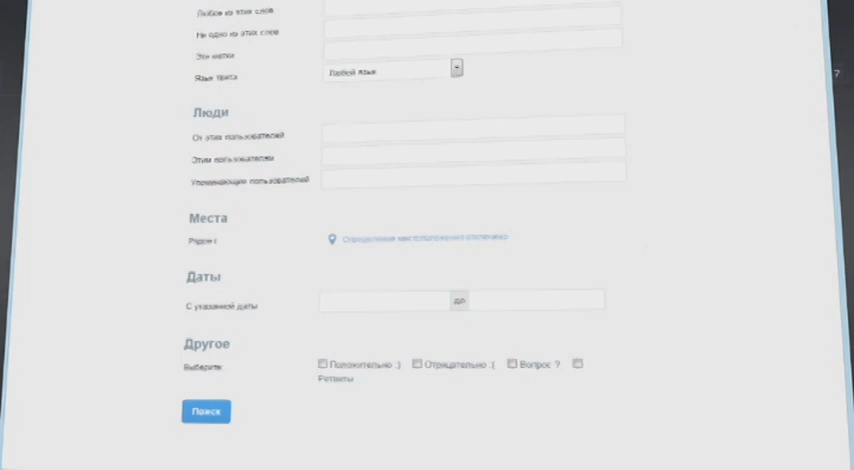 Любое из этих слов
Ни одно из этих слов
Эти метки
Язык твита Любой язык
Люди
От этих пользователей
Этим пользователям
Упоминающие пользователей
Места
Рядом с Определение местоположения отключено
Даты
С указанной даты до
Другое
Выберите Положительно :) Отрицательно :( Вопрос ?
Ретвиты
Поиск
7